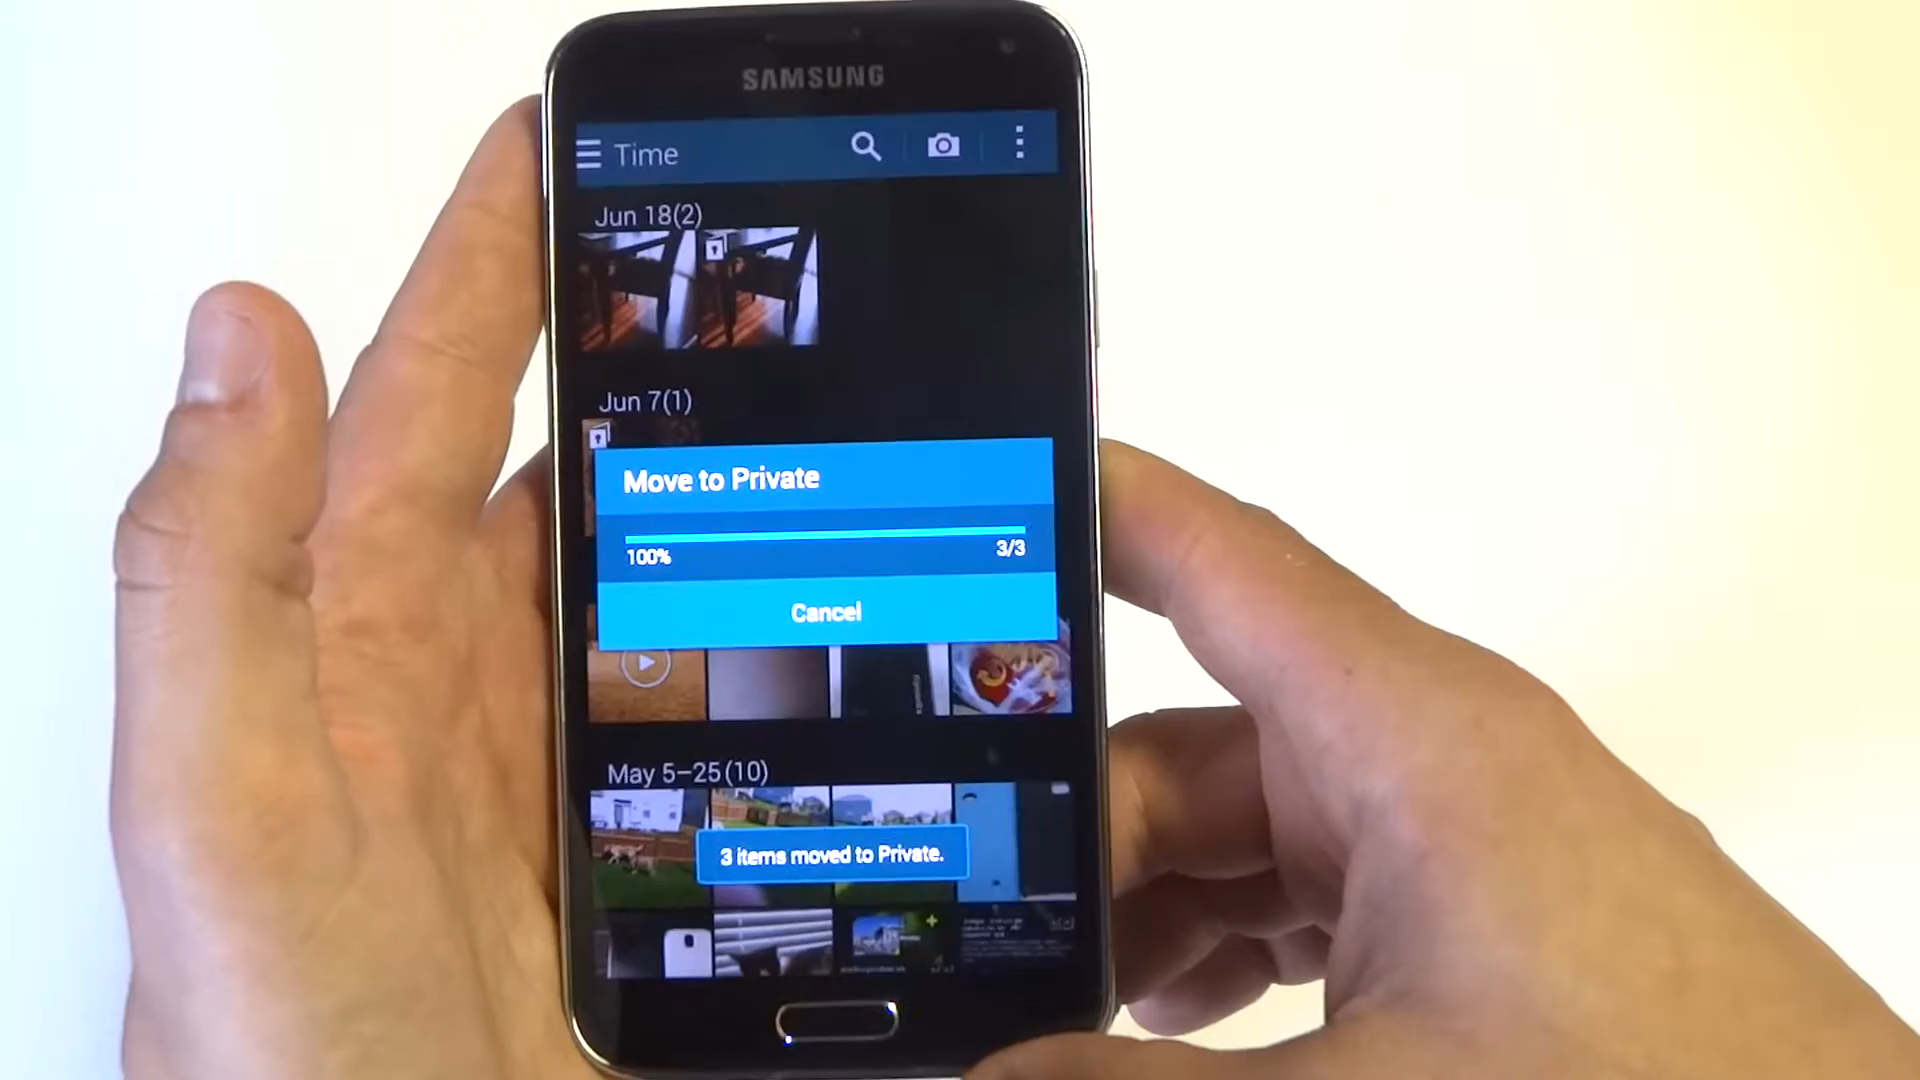 SAMSUNG
Time
Jun 18(2)
Jun 7(1)
Move to Private
100%
3/3
Cancel
May 5–25(10)
3 items moved to Private.